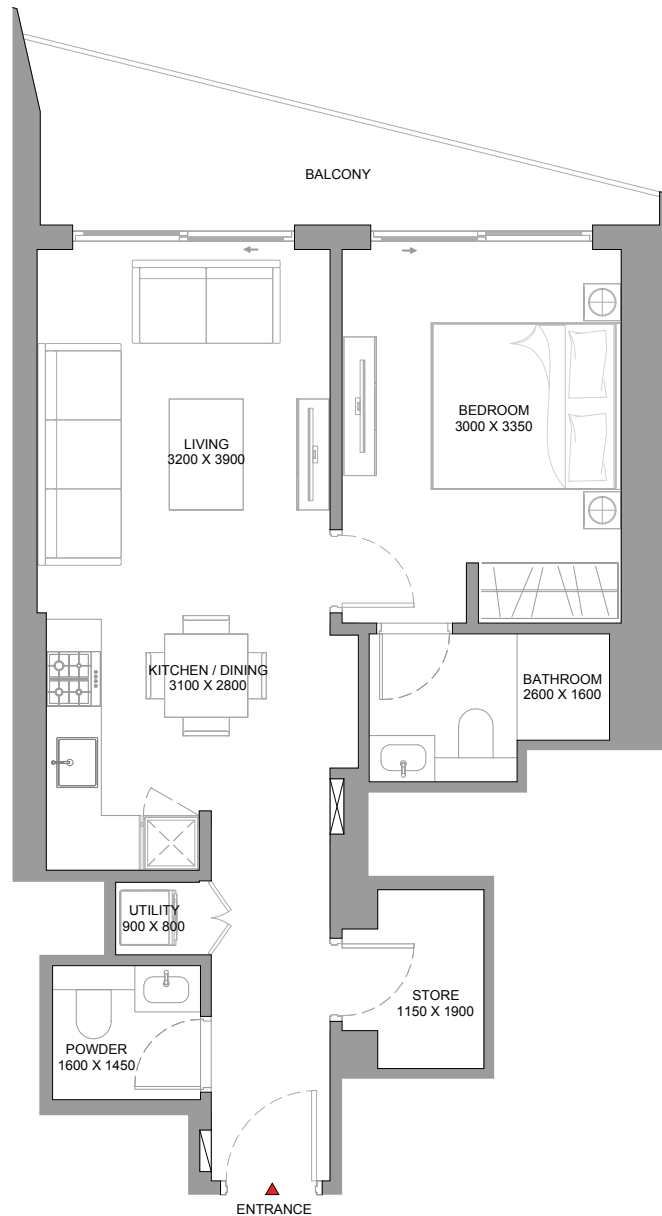 BALCONY
BEDROOM
3000 X 3350
LIVING
3200 X 3900
KITCHEN / DINING
3100 X 2800
BATHROOM
2600 X 1600
UTILITY
900 X 800
STORE
1150 X 1900
POWDER
1600 X 1450
ENTRANCE